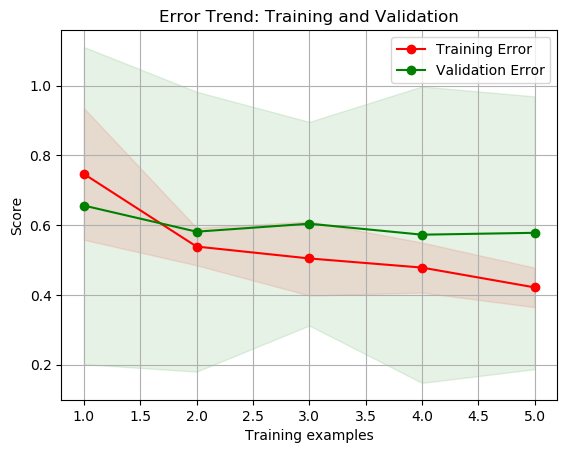 Error Trend: Training and Validation
Training Error
Validation Error
Score
1.0
0.8
0.6
0.4
0.2
1.0 1.5 2.0 2.5 3.0 3.5 4.0 4.5 5.0
Training examples